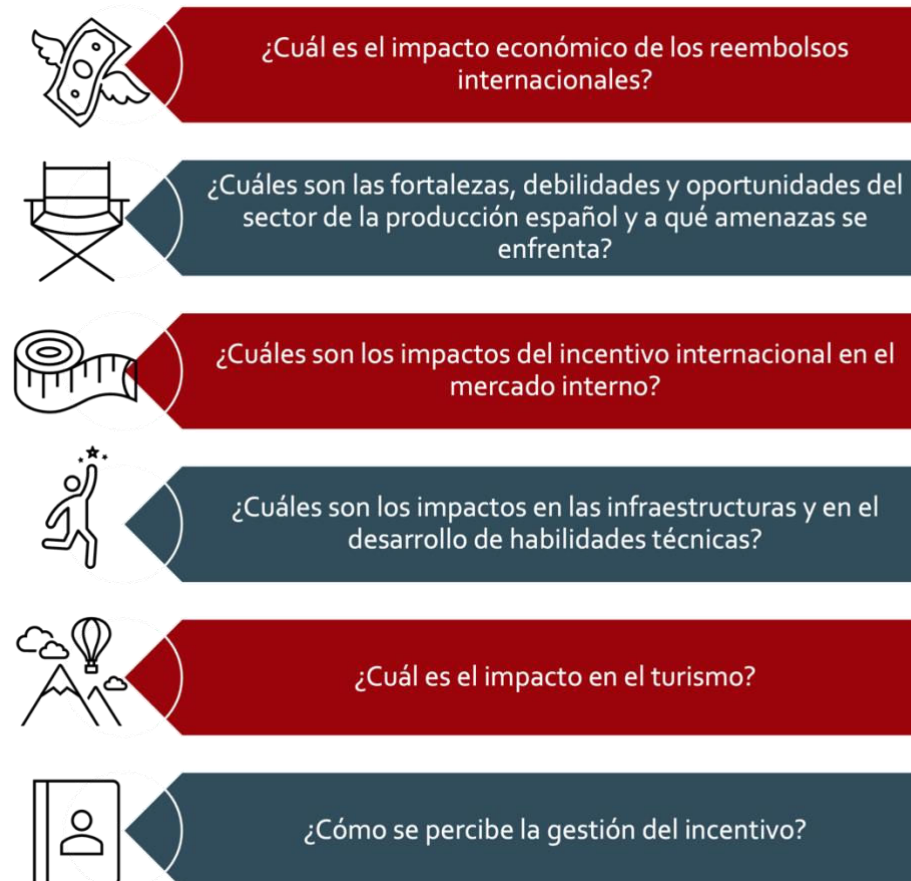 ¿Cuál es el impacto económico de los reembolsos
internacionales?
¿Cuáles son las fortalezas, debilidades y oportunidades del
sector de la producción español y a qué amenazas se
enfrenta?
¿Cuáles son los impactos del incentivo internacional en el
mercado interno?
¿Cuáles son los impactos en las infraestructuras y en el
desarrollo de habilidades técnicas?
¿Cuál es el impacto en el turismo?
¿Cómo se percibe la gestión del incentivo?